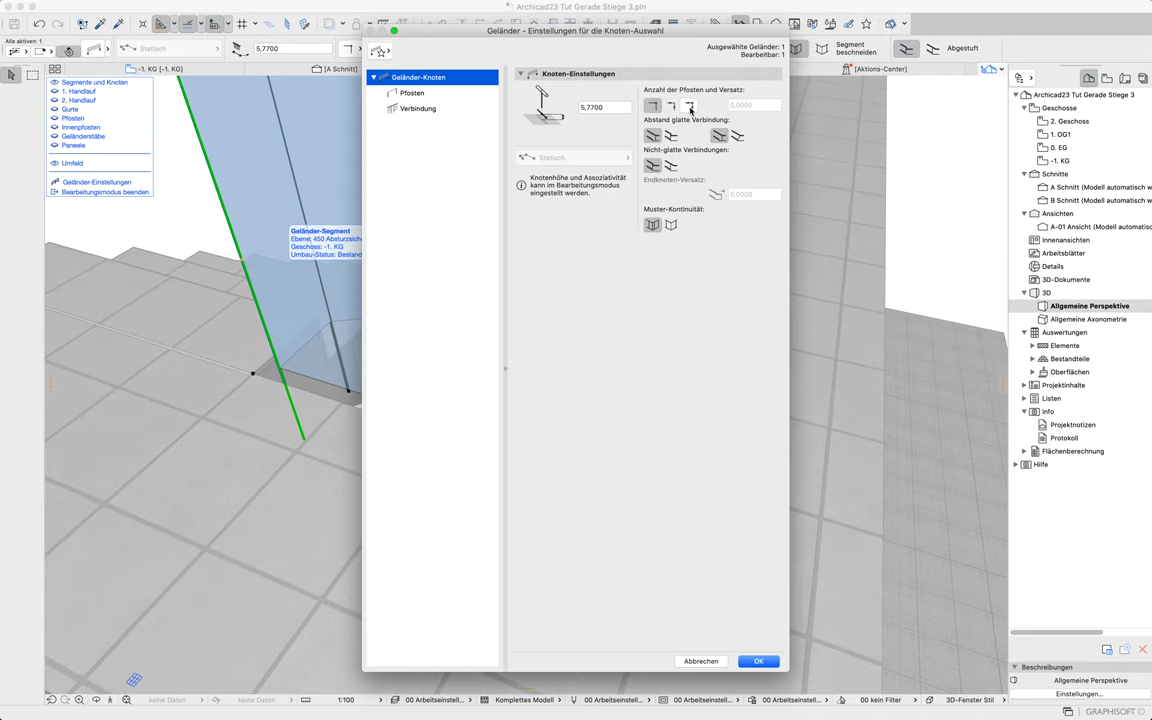 Archicad23 Tut Gerade Stiege 3.pln
Geländer - Einstellungen für die Knoten-Auswahl
Alle aktiven: 1
Statisch
5,7700
Segment
beschneiden
Abgestuft
-1. KG [-1. KG]
[A Schnitt]
[Aktions-Center]
Segmente und Knoten
1. Handlauf
2. Handlauf
Gurte
Pfosten
Innenpfosten
Geländerstäbe
Paneele
Umfeld
Geländer-Einstellungen
Bearbeitungsmodus beenden
Geländer-Segment
Ebene: 450 Absturzsiche
Geschoss: -1. KG
Umbau-Status: Bestand
Ausgewählte Geländer: 1
Bearbeitbar: 1
Geländer-Knoten
Pfosten
Verbindung
Knoten-Einstellungen
5,7700
Statisch
Knotenhöhe und Assoziativität
kann im Bearbeitungsmodus
eingestellt werden.
Anzahl der Pfosten und Versatz:
0,0000
Abstand glatte Verbindung:
Nicht-glatte Verbindungen:
Endknoten-Versatz:
0,0000
Muster-Kontinuität:
Abbrechen
OK
Archicad23 Tut Gerade Stiege 3
Geschosse
2. Geschoss
1. OG1
0. EG
-1. KG
Schnitte
A Schnitt (Modell automatisch w
B Schnitt (Modell automatisch w
Ansichten
A-01 Ansicht (Modell automatisc
Innenansichten
Arbeitsblätter
Details
3D-Dokumente
3D
Allgemeine Perspektive
Allgemeine Axonometrie
Auswertungen
Elemente
Bestandteile
Oberflächen
Projektinhalte
Listen
Info
Projektnotizen
Protokoll
Flächenberechnung
Hilfe
Beschreibungen
Allgemeine Perspektive
Einstellungen...
keine Daten
keine Daten
1:100
00 Arbeitseinstell...
Komplettes Modell
00 Arbeitseinstell...
00 Arbeitseinstell...
00 Arbeitseinstell...
00 kein Filter
3D-Fenster Stil
GRAPHISOFT ID